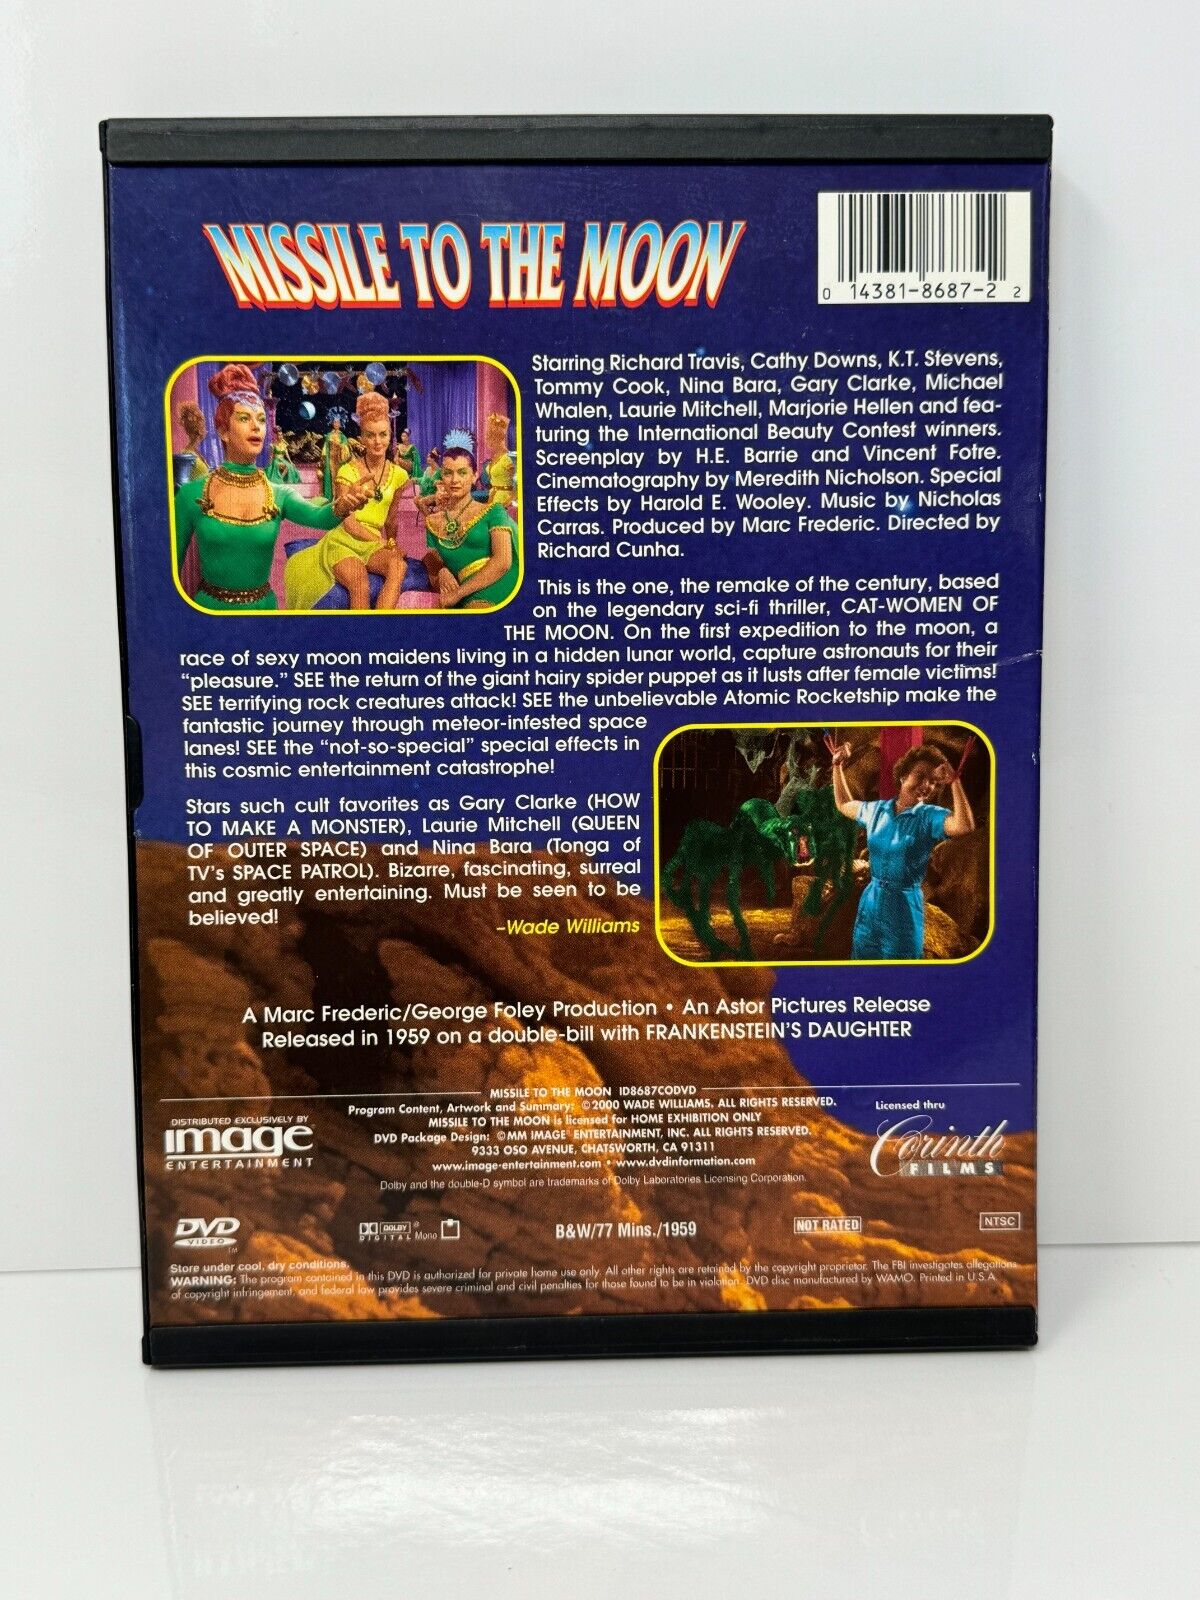 MISSILE TO THE MOON
0 14381-8687-2 2
Starring Richard Travis, Cathy Downs, K.T. Stevens,
Tommy Cook, Nina Bara, Gary Clarke, Michael
Whalen, Laurie Mitchell, Marjorie Hellen and fea-
turing the International Beauty Contest winners.
Screenplay by H.E. Barrie and Vincent Fotre.
Cinematography by Meredith Nicholson. Special
Effects by Harold E. Wooley. Music by Nicholas
Carras. Produced by Marc Frederic. Directed by
Richard Cunha.
This is the one, the remake of the century, based
on the legendary sci-fi thriller, CAT-WOMEN OF
THE MOON. On the first expedition to the moon, a
race of sexy moon maidens living in a hidden lunar world, capture astronauts for their
“pleasure.” SEE the return of the giant hairy spider puppet as it lusts after female victims!
SEE terrifying rock creatures attack! SEE the unbelievable Atomic Rocketship make the
fantastic journey through meteor-infested space
lanes! SEE the “not-so-special” special effects in
this cosmic entertainment catastrophe!
Stars such cult favorites as Gary Clarke (HOW
TO MAKE A MONSTER), Laurie Mitchell (QUEEN
OF OUTER SPACE) and Nina Bara (Tonga of
TV's SPACE PATROL). Bizarre, fascinating, surreal
and greatly entertaining. Must be seen to be
believed!
–Wade Williams
A Marc Frederic/George Foley Production • An Astor Pictures Release
Released in 1959 on a double-bill with FRANKENSTEIN'S DAUGHTER
MISSILE TO THE MOON ID8687CODVD
Program Content, Artwork and Summary: ©2000 WADE WILLIAMS. ALL RIGHTS RESERVED.
MISSILE TO THE MOON is licensed for HOME EXHIBITION ONLY
DVD Package Design: ©MM IMAGE ENTERTAINMENT, INC. ALL RIGHTS RESERVED.
9333 OSO AVENUE, CHATSWORTH, CA 91311
www.image-entertainment.com • www.dvdinformation.com
Dolby and the double-D symbol are trademarks of Dolby Laboratories Licensing Corporation.
DISTRIBUTED EXCLUSIVELY BY
image
ENTERTAINMENT
Licensed thru
Corinth
FILMS
DVD
VIDEO
TM
DOLBY ®
DIGITAL Mono
B&W/77 Mins./1959
NOT RATED
NTSC
Store under cool, dry conditions.
WARNING: The program contained in this DVD is authorized for private home use only. All other rights are retained by the copyright proprietor. The FBI investigates allegations
of copyright infringement, and federal law provides severe criminal and civil penalties for those found to be in violation. DVD disc manufactured by WAMO. Printed in U.S.A.